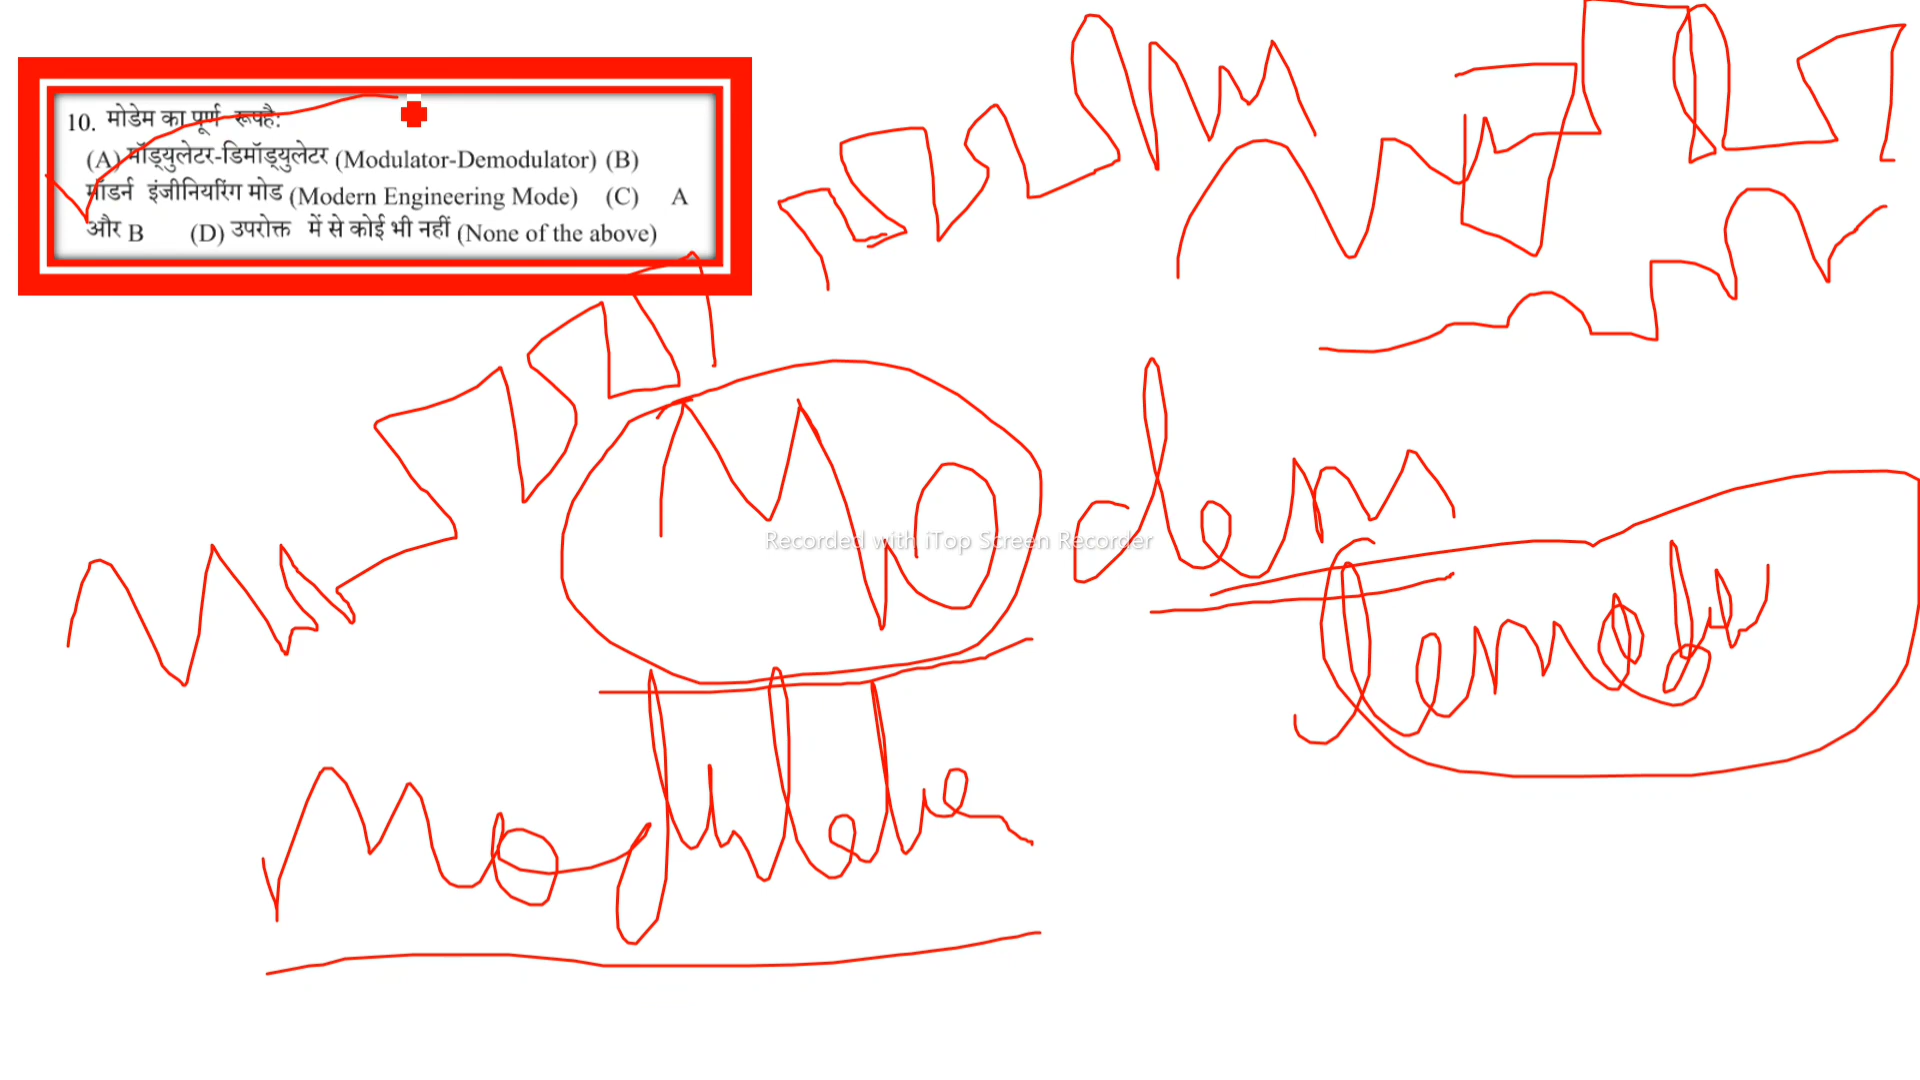 10. मोडेम का पूर्ण रूपहै:
(A) मॉड्युलेटर-डिमॉड्युलेटर (Modulator-Demodulator) (B)
मॉडर्न इंजीनियरिंग मोड (Modern Engineering Mode) (C) A
और B (D) उपरोक्त में से कोई भी नहीं (None of the above)
Modem
Recorded with iTop Screen Recorder